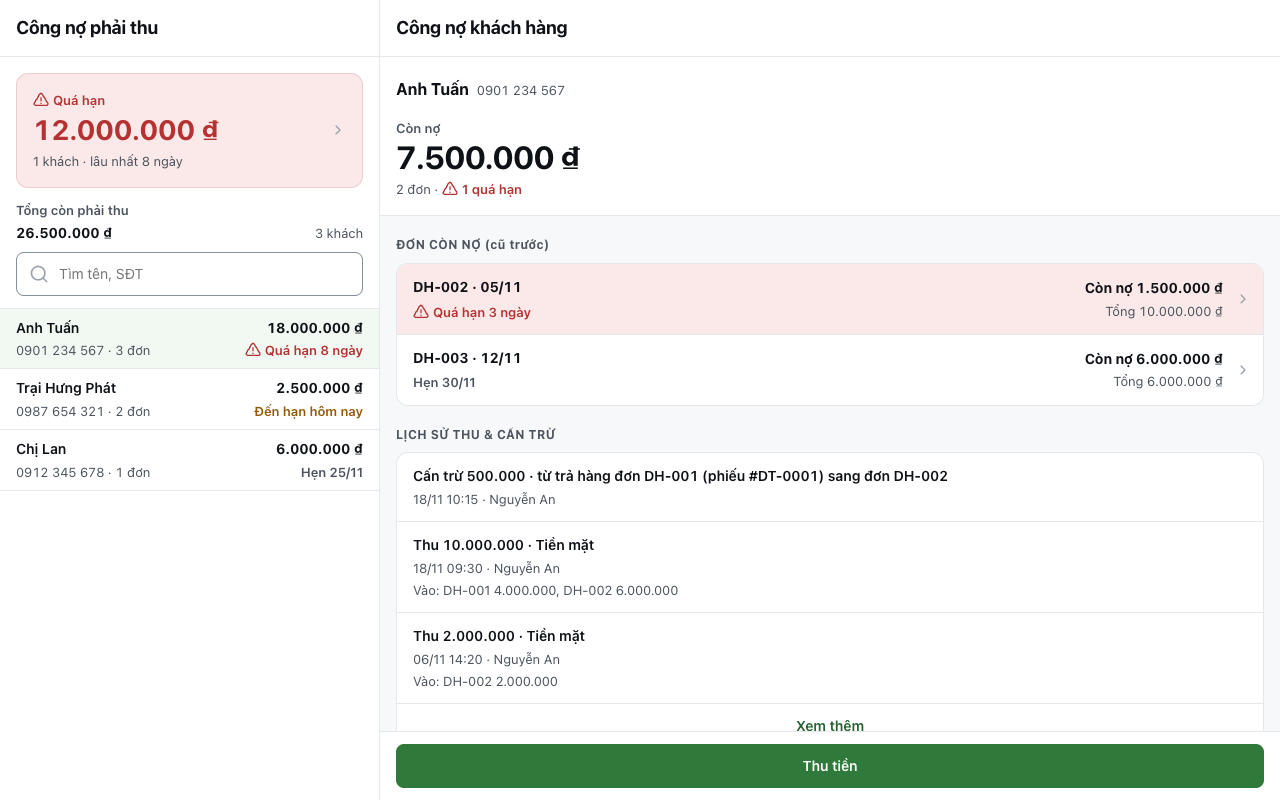 Công nợ phải thu
Quá hạn
12.000.000 ₫
1 khách · lâu nhất 8 ngày
Tổng còn phải thu
26.500.000 ₫ 3 khách
Tìm tên, SĐT
Anh Tuấn 18.000.000 ₫
0901 234 567 · 3 đơn Quá hạn 8 ngày
Trại Hưng Phát 2.500.000 ₫
0987 654 321 · 2 đơn Đến hạn hôm nay
Chị Lan 6.000.000 ₫
0912 345 678 · 1 đơn Hẹn 25/11
Công nợ khách hàng
Anh Tuấn 0901 234 567
Còn nợ
7.500.000 ₫
2 đơn · 1 quá hạn
ĐƠN CÒN NỢ (cũ trước)
DH-002 · 05/11 Còn nợ 1.500.000 ₫
Quá hạn 3 ngày Tổng 10.000.000 ₫
DH-003 · 12/11 Còn nợ 6.000.000 ₫
Hẹn 30/11 Tổng 6.000.000 ₫
LỊCH SỬ THU & CẤN TRỪ
Cấn trừ 500.000 · từ trả hàng đơn DH-001 (phiếu #DT-0001) sang đơn DH-002
18/11 10:15 · Nguyễn An
Thu 10.000.000 · Tiền mặt
18/11 09:30 · Nguyễn An
Vào: DH-001 4.000.000, DH-002 6.000.000
Thu 2.000.000 · Tiền mặt
06/11 14:20 · Nguyễn An
Vào: DH-002 2.000.000
Xem thêm
Thu tiền